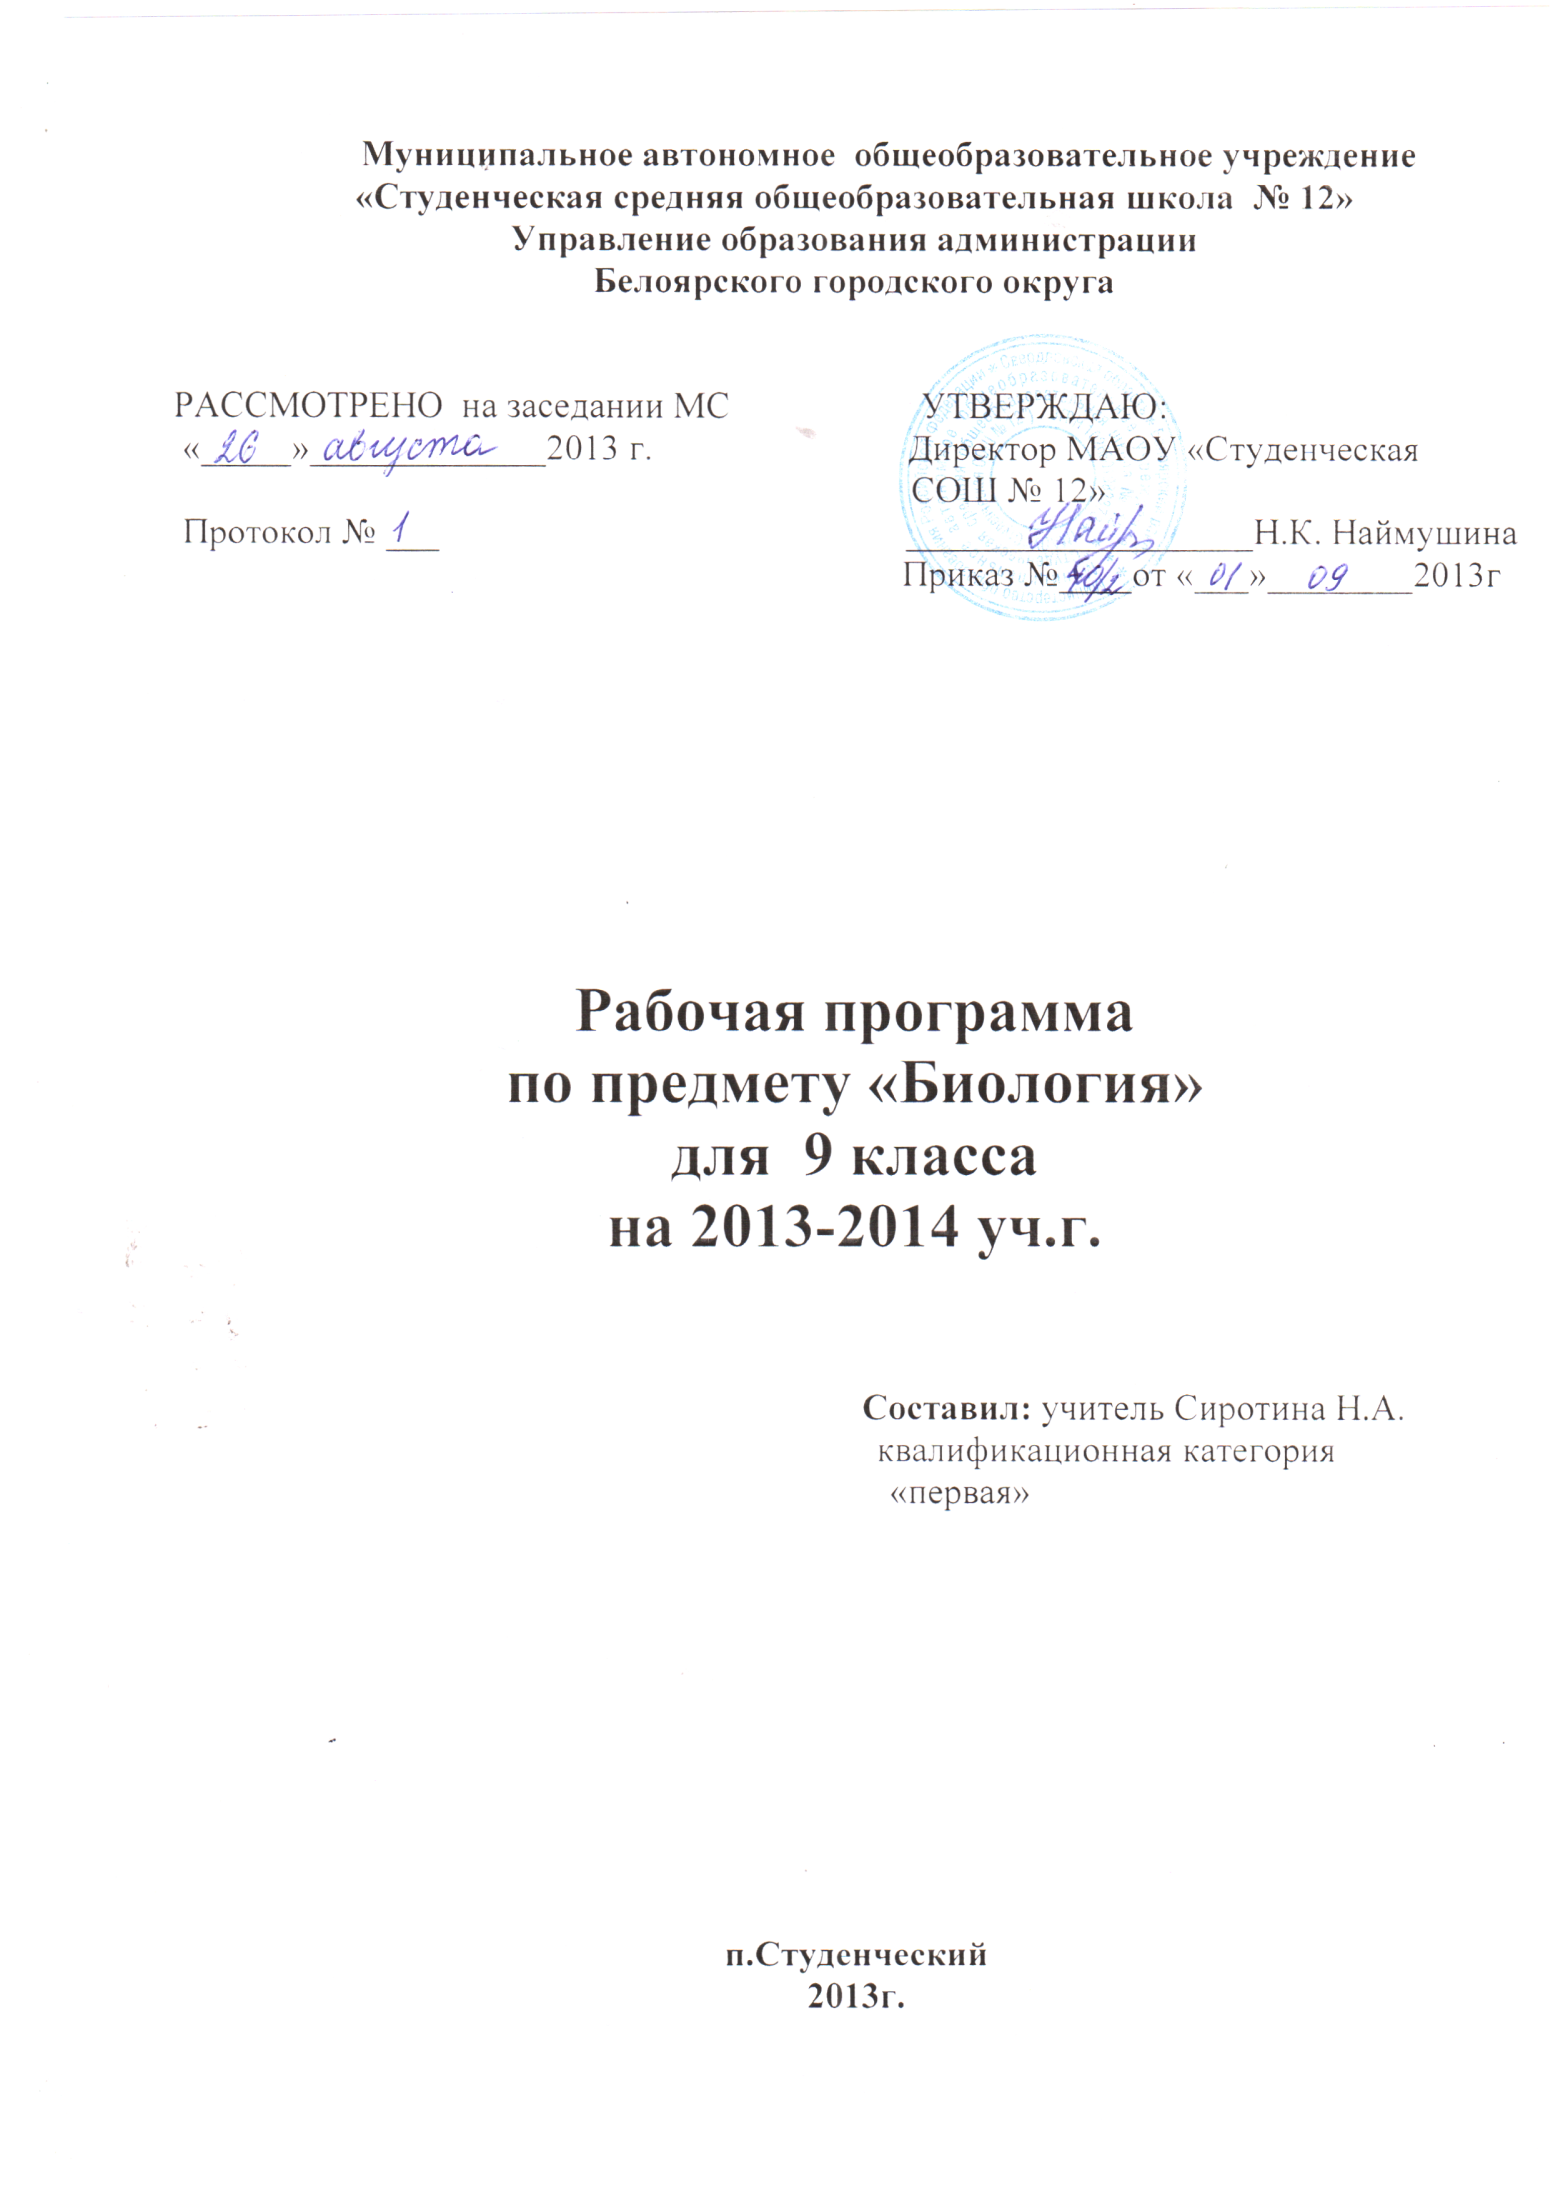 Муниципальное автономное общеобразовательное учреждение
«Студенческая средняя общеобразовательная школа № 12»
Управление образования администрации
Белоярского городского округа
РАССМОТРЕНО на заседании МС
«26» августа 2013 г.
Протокол № 1
УТВЕРЖДАЮ:
Директор МАОУ «Студенческая
СОШ № 12»
Н.К. Наймушина
Приказ № 40/2 от «01» 09 2013г
Рабочая программа
по предмету «Биология»
для 9 класса
на 2013-2014 уч.г.
Составил: учитель Сиротина Н.А.
квалификационная категория
«первая»
п.Студенческий
2013г.